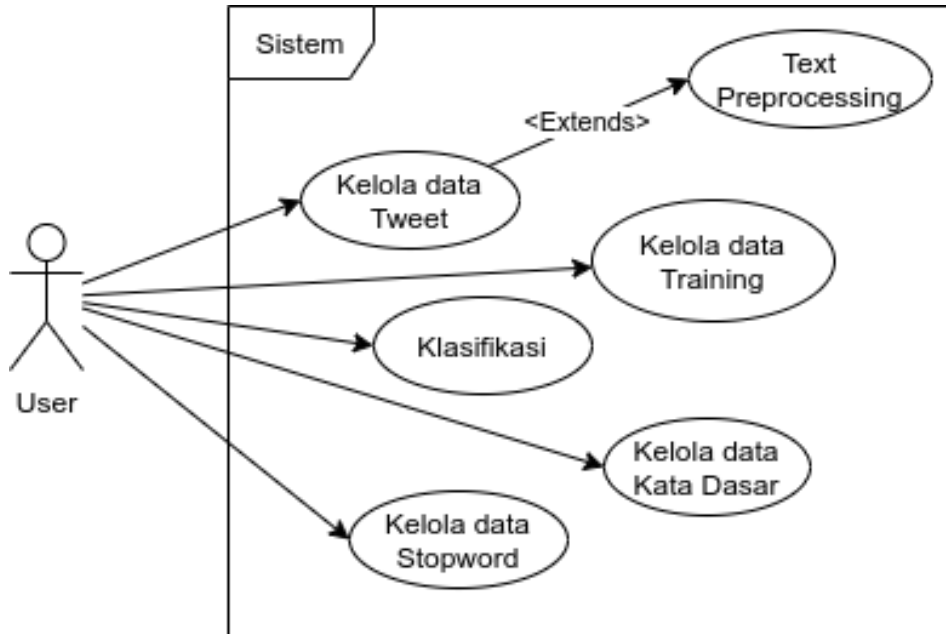 Sistem
Text
Preprocessing
<Extends>
Kelola data
Tweet
Kelola data
Training
Klasifikasi
User
Kelola data
Kata Dasar
Kelola data
Stopword